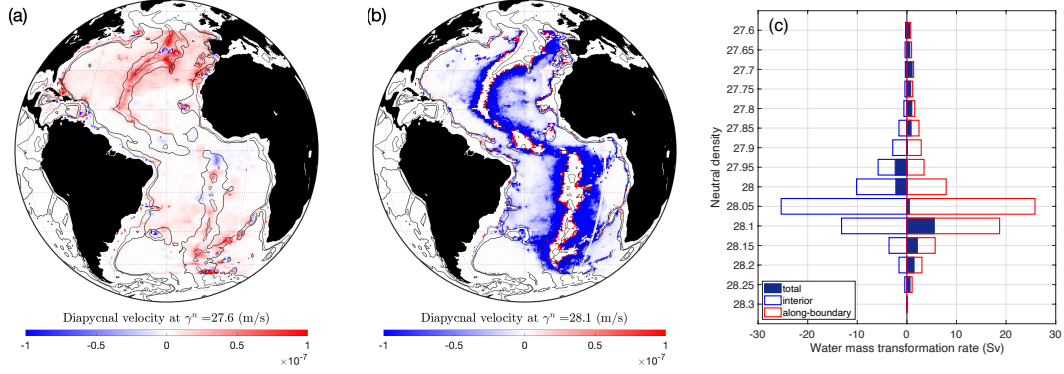 (a)
Diapycnal velocity at γⁿ =27.6 (m/s)
-1 -0.5 0 0.5 1
×10⁻⁷
(b)
Diapycnal velocity at γⁿ =28.1 (m/s)
-1 -0.5 0 0.5 1
×10⁻⁷
(c)
Neutral density
27.6
27.65
27.7
27.75
27.8
27.85
27.9
27.95
28
28.05
28.1
28.15
28.2
28.25
28.3
total
interior
along-boundary
-30 -20 -10 0 10 20 30
Water mass transformation rate (Sv)